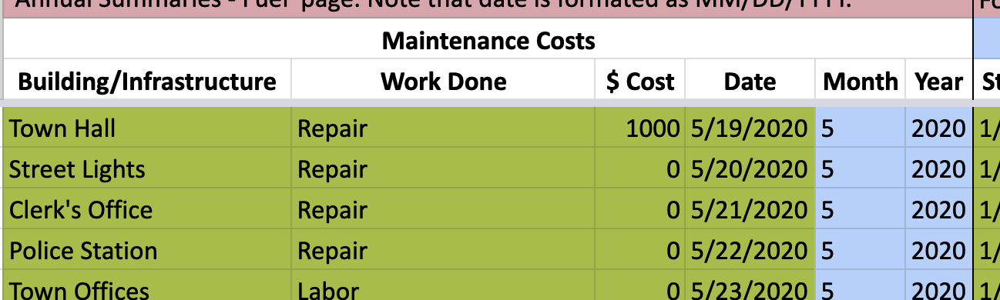 Annual Summaries - Fuel" page. Note that date is formated as MM/DD/YYYY.
Maintenance Costs
Building/Infrastructure Work Done $ Cost Date Month Year
Town Hall Repair 1000 5/19/2020 5 2020 1/
Street Lights Repair 0 5/20/2020 5 2020 1/
Clerk's Office Repair 0 5/21/2020 5 2020 1/
Police Station Repair 0 5/22/2020 5 2020 1/
Town Offices Labor 0 5/23/2020 5 2020 1/